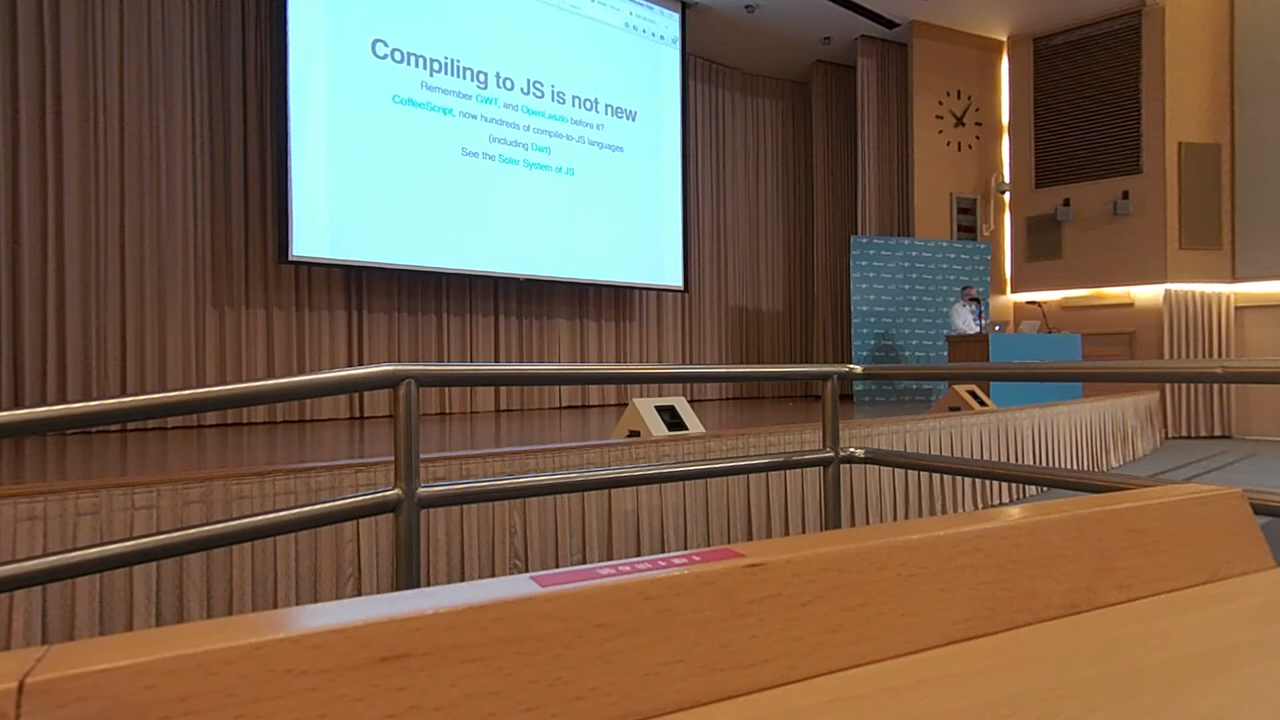 Compiling to JS is not new
Remember GWT, and OpenLaszlo before it?
CoffeeScript, now hundreds of compile-to-JS languages
(including Dart)
See the Solar System of JS